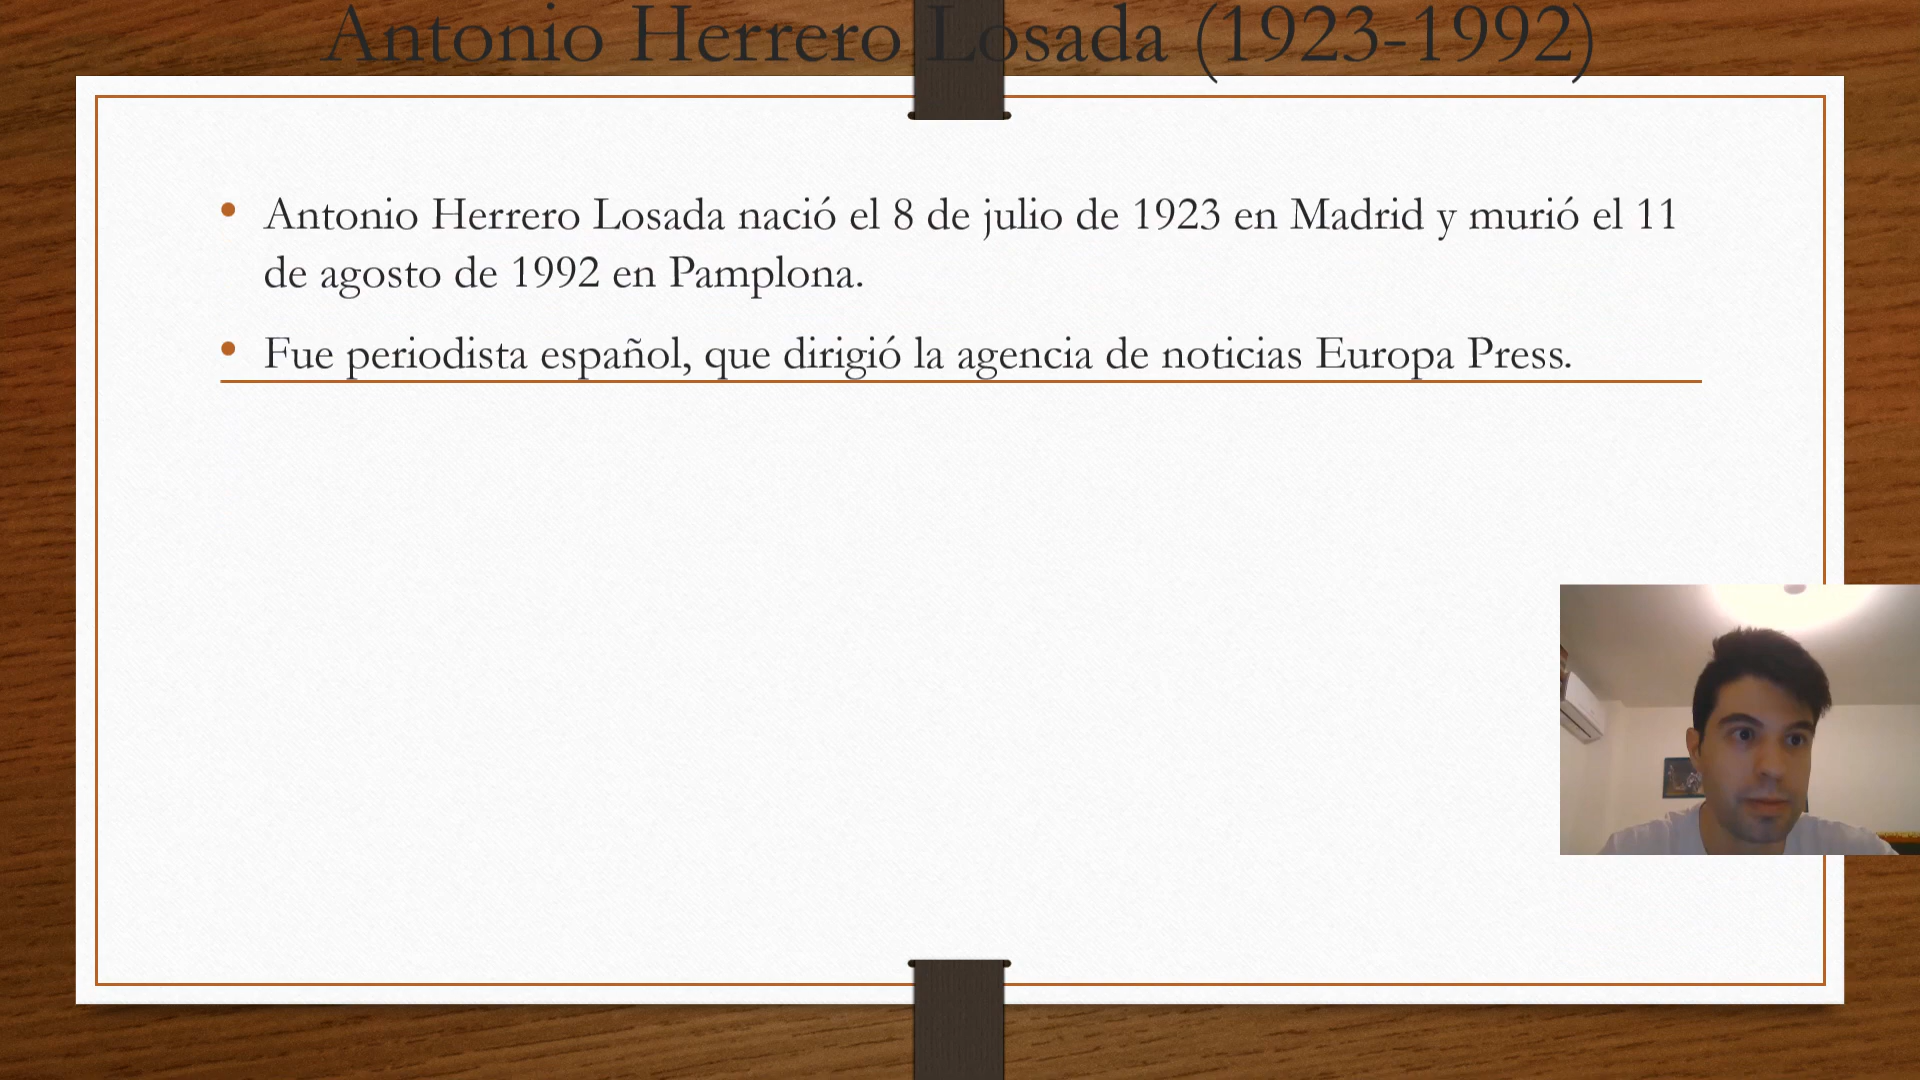 Antonio Herrero Losada (1923-1992)
• Antonio Herrero Losada nació el 8 de julio de 1923 en Madrid y murió el 11
de agosto de 1992 en Pamplona.
• Fue periodista español, que dirigió la agencia de noticias Europa Press.